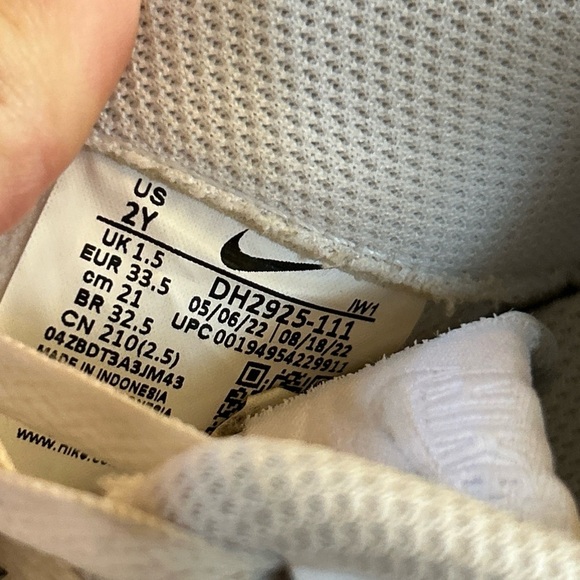 US
2Y
UK 1.5
EUR 33.5
cm 21
BR 32.5
CN 210(2.5)
04ZBDT3A3JM43
MADE IN INDONESIA
www.nike.co
IW1
DH2925-111
05/06/22 08/18/22
UPC 00194954229911